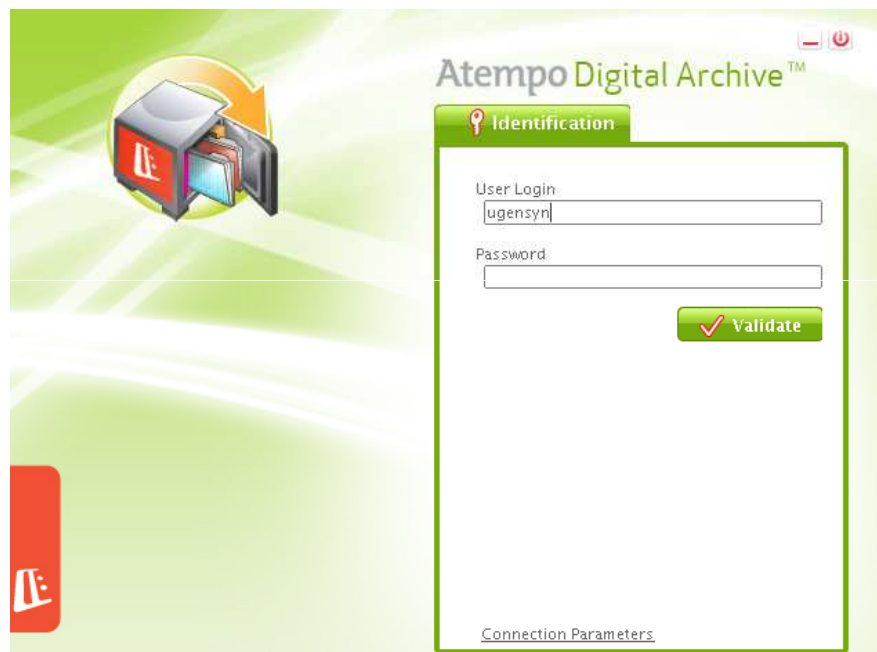 Atempo Digital Archive™
Identification
User Login
ugensyn
Password
Validate
Connection Parameters